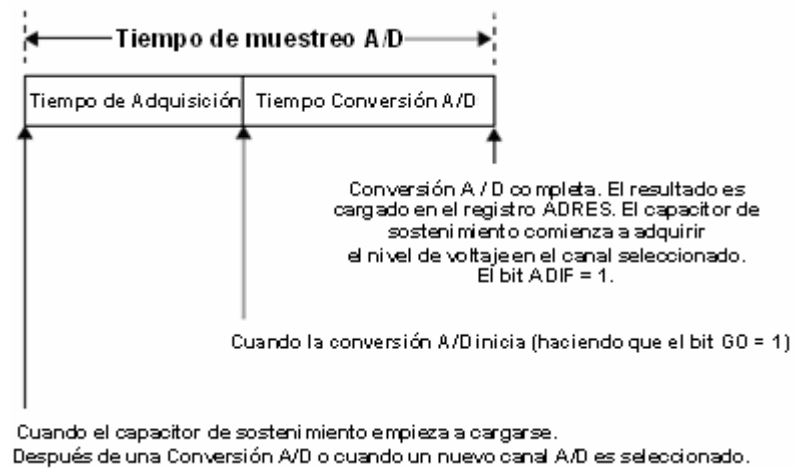 Tiempo de muestreo A/D
Tiempo de Adquisición Tiempo Conversión A/D
Conversión A / D completa. El resultado es
cargado en el registro ADRES. El capacitor de
sostenimiento comienza a adquirir
el nivel de voltaje en el canal seleccionado.
El bit ADIF = 1.
Cuando la conversión A/D inicia (haciendo que el bit GO = 1)
Cuando el capacitor de sostenimiento empieza a cargarse.
Después de una Conversión A/D o cuando un nuevo canal A/D es seleccionado.